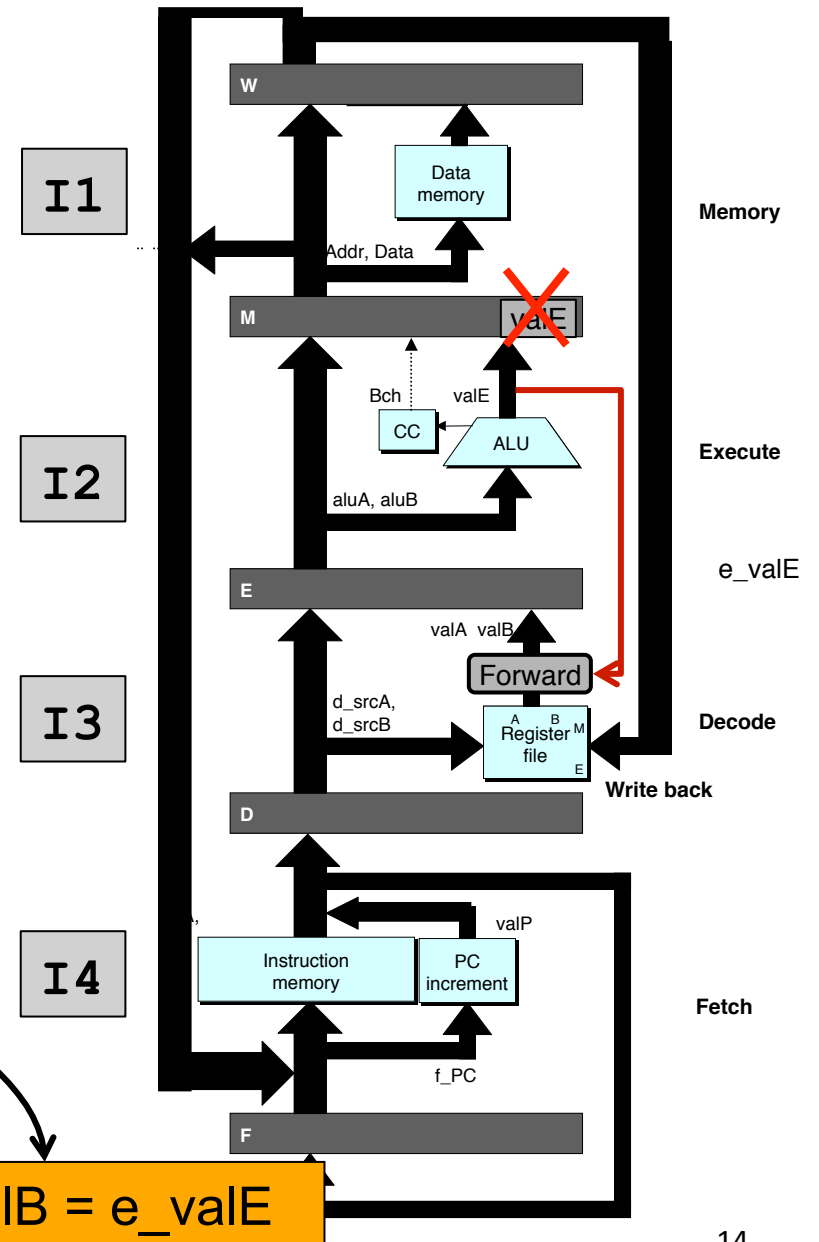 W
I1
Data
memory
Memory
Addr, Data
M
valE
Bch
valE
CC
ALU
Execute
I2
aluA, aluB
e_valE
E
valA valB
Forward
d_srcA,
d_srcB
A B
M
Register
file
E
I3
Decode
Write back
D
valP
Instruction
memory
PC
increment
I4
Fetch
f_PC
F
lB = e_valE
14